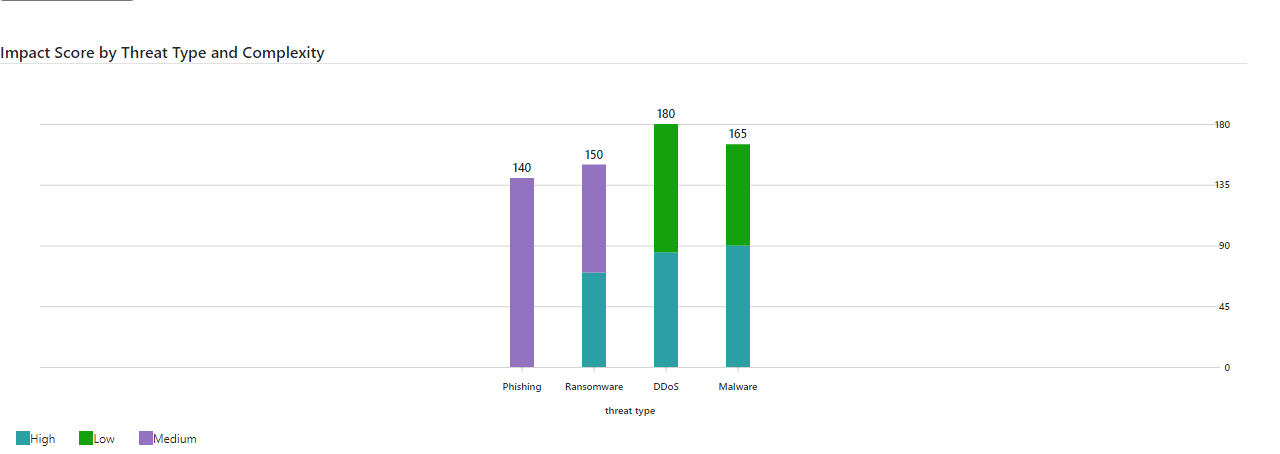 Impact Score by Threat Type and Complexity
180
165
150
140
180
135
90
45
0
Phishing Ransomware DDoS Malware
threat type
High Low Medium